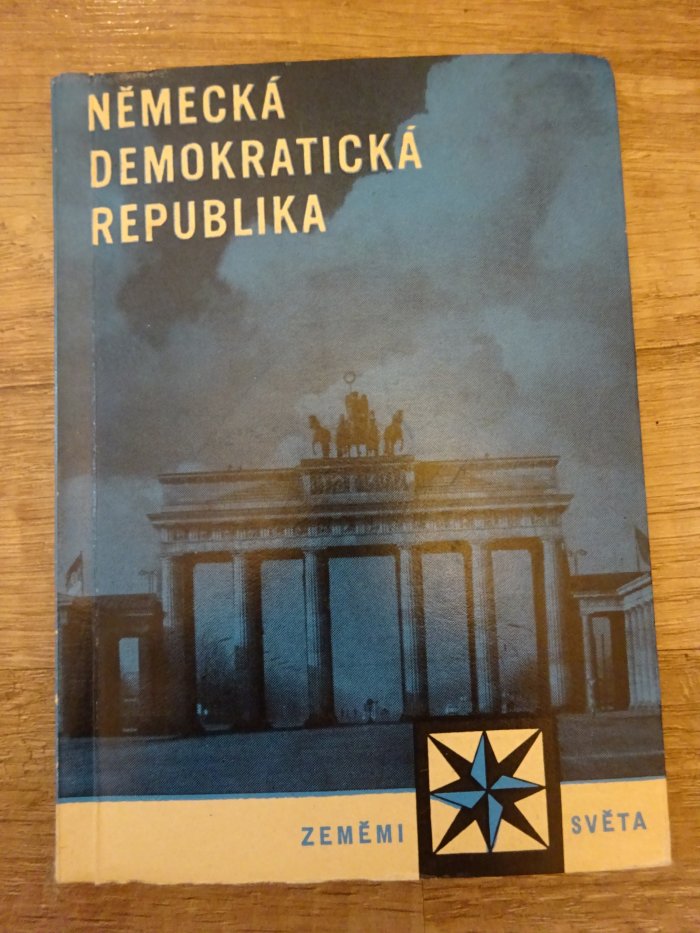 NĚMECKÁ
DEMOKRATICKÁ
REPUBLIKA
ZEMĚMI SVĚTA